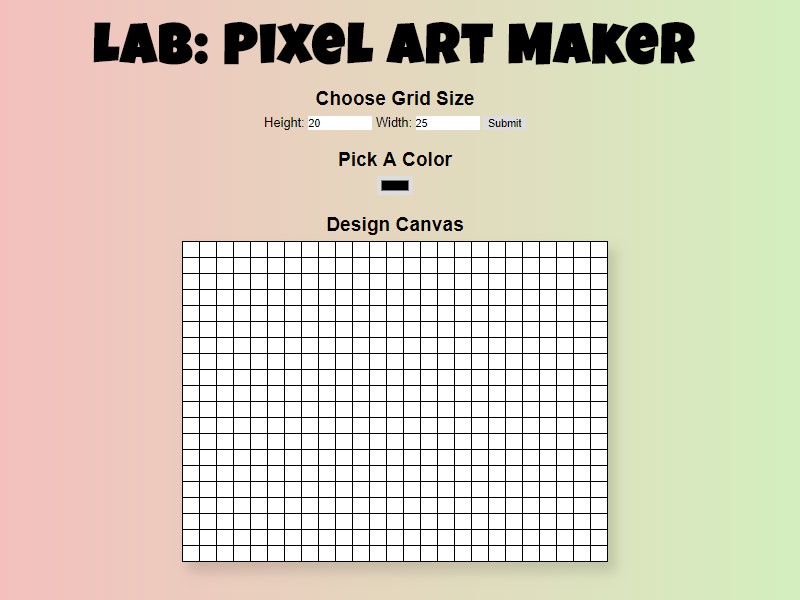 Lab: Pixel Art Maker
Choose Grid Size
Height: 20 Width: 25 Submit
Pick A Color
Design Canvas